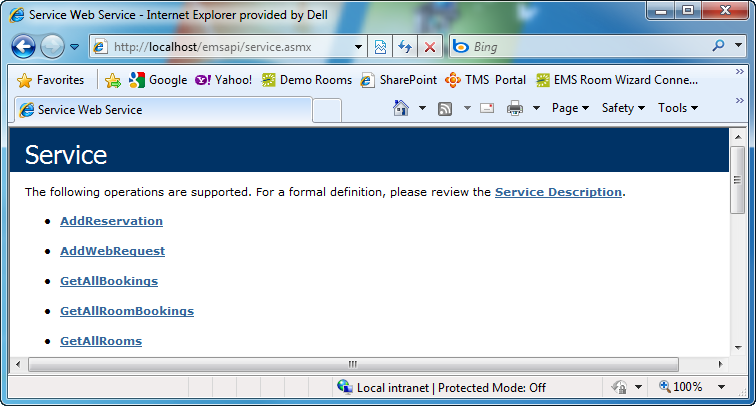 Service Web Service - Internet Explorer provided by Dell
http://localhost/emsapi/service.asmx
Bing
Favorites Google Yahoo! Demo Rooms SharePoint TMS Portal EMS Room Wizard Conne...
Service Web Service Page Safety Tools
Service
The following operations are supported. For a formal definition, please review the Service Description.
AddReservation
AddWebRequest
GetAllBookings
GetAllRoomBookings
GetAllRooms
Local intranet | Protected Mode: Off 100%